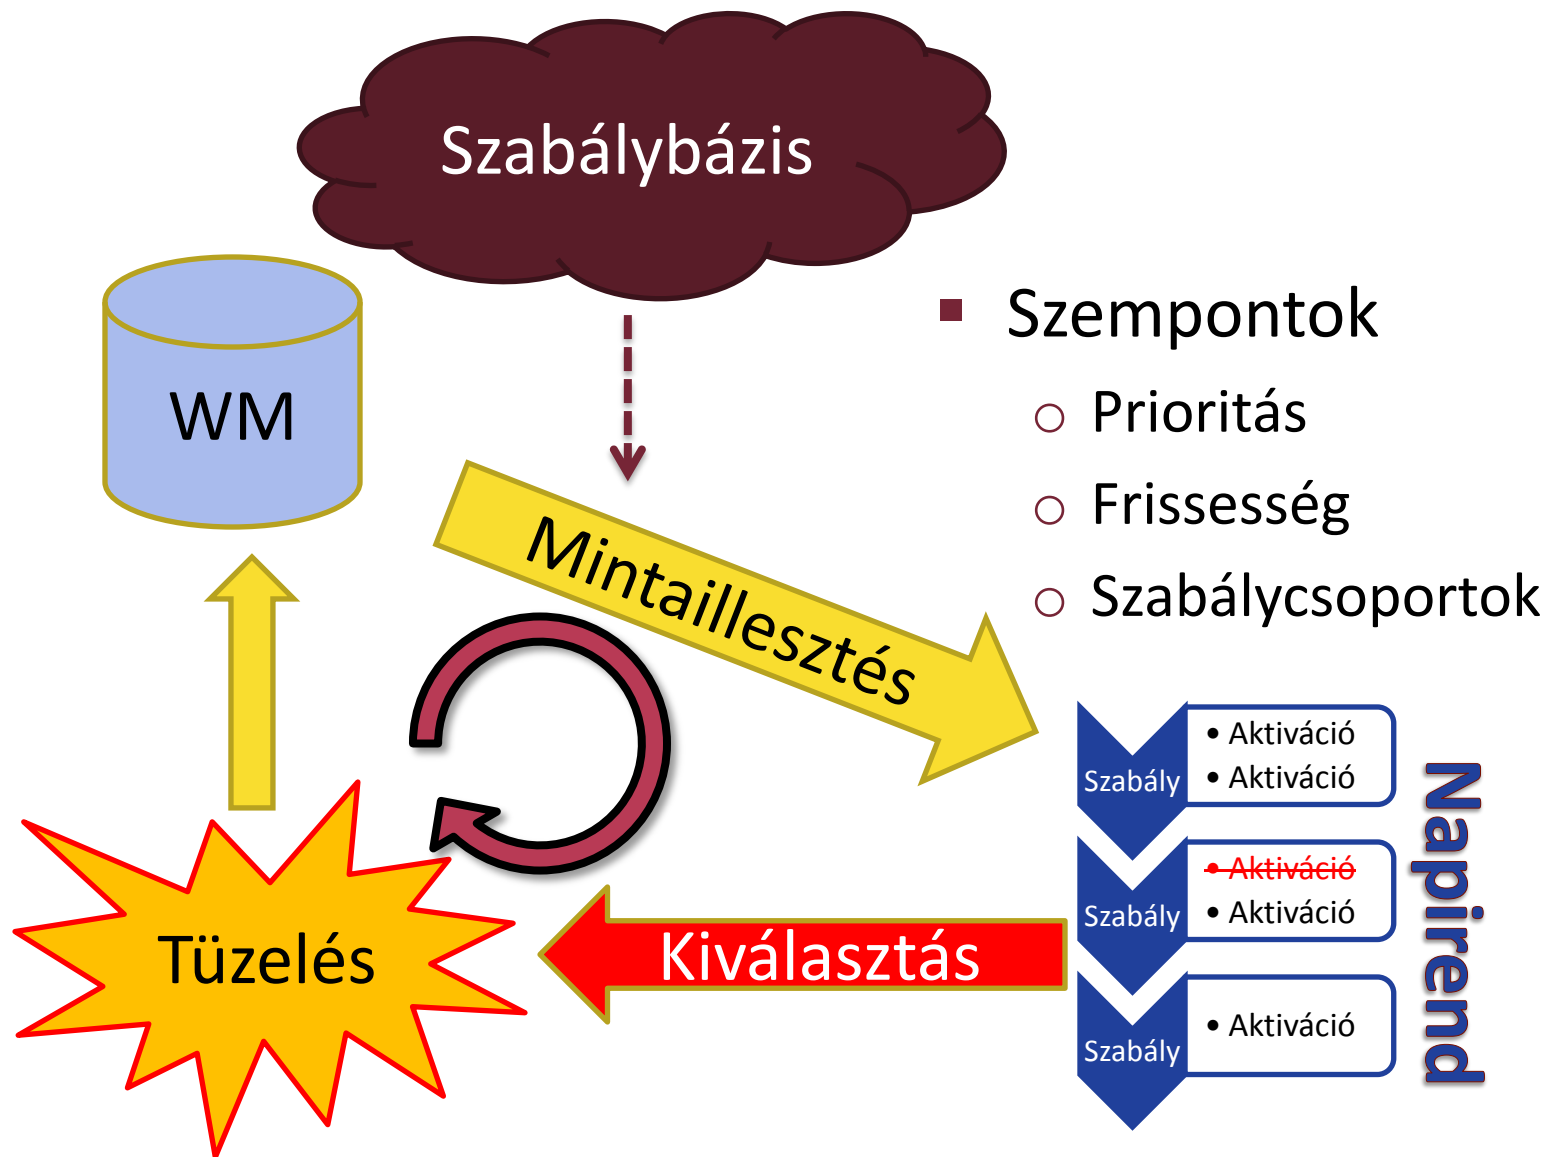 Szabálybázis
WM
Szempontok
Prioritás
Frissesség
Szabálycsoportok
Mintaillesztés
Szabály
• Aktiváció
• Aktiváció
Szabály
• Aktiváció
• Aktiváció
Szabály
• Aktiváció
Napirend
Kiválasztás
Tüzelés